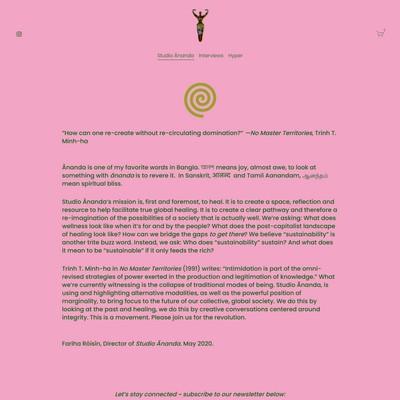 Studio Ānanda Interviews Hyper
"How can one re-create without re-circulating domination?" —No Master Territories, Trinh T.
Minh-ha
Ānanda is one of my favorite words in Bangla. আনন্দ means joy, almost awe, to look at
something with ānanda is to revere it. In Sanskrit, आनन्द and Tamil Aanandam, ஆனந்தம்
mean spiritual bliss.
Studio Ānanda's mission is, first and foremost, to heal. It is to create a space, reflection and
resource to help facilitate true global healing. It is to create a clear pathway and therefore a
re-imagination of the possibilities of a society that is actually well. We're asking: What does
wellness look like when it's for and by the people? What does the post-capitalist landscape
of healing look like? How can we bridge the gaps to get there? We believe "sustainability" is
another trite buzz word. Instead, we ask: Who does "sustainability" sustain? And what does
it mean to be "sustainable" if it only feeds the rich?
Trinh T. Minh-ha in No Master Territories (1991) writes: "Intimidation is part of the omni-
revised strategies of power exerted in the production and legitimation of knowledge." What
we're currently witnessing is the collapse of traditional modes of being. Studio Ānanda, is
using and highlighting alternative modalities, as well as the powerful position of
marginality, to bring focus to the future of our collective, global society. We do this by
looking at the past and healing, we do this by creative conversations centered around
integrity. This is a movement. Please join us for the revolution.
Fariha Róisín, Director of Studio Ānanda. May 2020.
Let's stay connected - subscribe to our newsletter below: